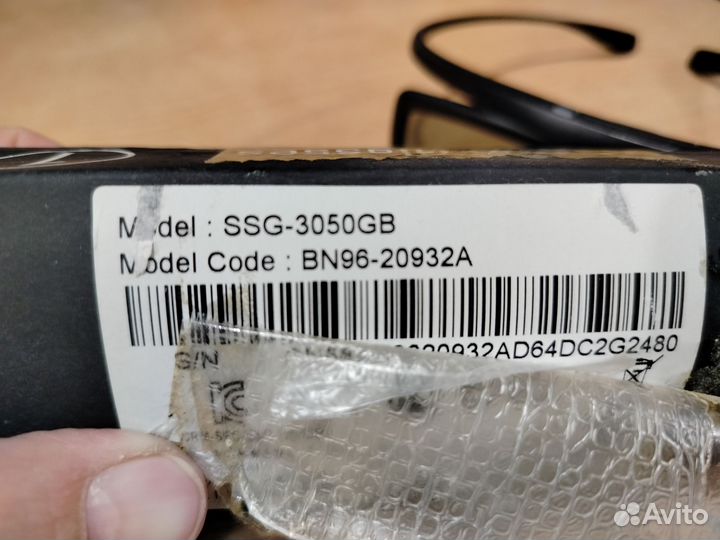 Model : SSG-3050GB
Model Code : BN96-20932A
20932AD64DC2G2480
S/N
Avito